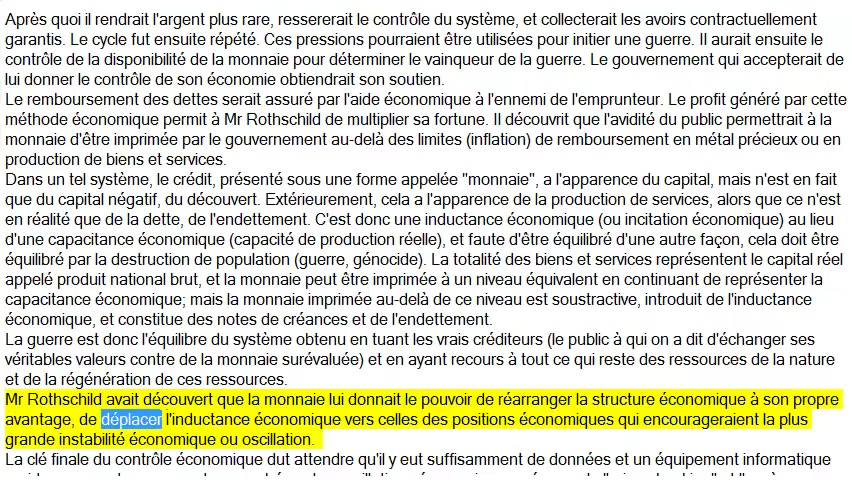 Après quoi il rendrait l'argent plus rare, ressererait le contrôle du système, et collecterait les avoirs contractuellement
garantis. Le cycle fut ensuite répété. Ces pressions pourraient être utilisées pour initier une guerre. Il aurait ensuite le
contrôle de la disponibilité de la monnaie pour déterminer le vainqueur de la guerre. Le gouvernement qui accepterait de
lui donner le contrôle de son économie obtiendrait son soutien.
Le remboursement des dettes serait assuré par l'aide économique à l'ennemi de l'emprunteur. Le profit généré par cette
méthode économique permit à Mr Rothschild de multiplier sa fortune. Il découvrit que l'avidité du public permettrait à la
monnaie d'être imprimée par le gouvernement au-delà des limites (inflation) de remboursement en métal précieux ou en
production de biens et services.
Dans un tel système, le crédit, présenté sous une forme appelée "monnaie", a l'apparence du capital, mais n'est en fait
que du capital négatif, du découvert. Extérieurement, cela a l'apparence de la production de services, alors que ce n'est
en réalité que de la dette, de l'endettement. C'est donc une inductance économique (ou incitation économique) au lieu
d'une capacitance économique (capacité de production réelle), et faute d'être équilibré d'une autre façon, cela doit être
équilibré par la destruction de population (guerre, génocide). La totalité des biens et services représentent le capital réel
appelé produit national brut, et la monnaie peut être imprimée à un niveau équivalent en continuant de représenter la
capacitance économique; mais la monnaie imprimée au-delà de ce niveau est soustractive, introduit de l'inductance
économique, et constitue des notes de créances et de l'endettement.
La guerre est donc l'équilibre du système obtenu en tuant les vrais créditeurs (le public à qui on a dit d'échanger ses
véritables valeurs contre de la monnaie surévaluée) et en ayant recours à tout ce qui reste des ressources de la nature
et de la régénération de ces ressources.
Mr Rothschild avait découvert que la monnaie lui donnait le pouvoir de réarranger la structure économique à son propre
avantage, de déplacer l'inductance économique vers celles des positions économiques qui encourageraient la plus
grande instabilité économique ou oscillation.
La clé finale du contrôle économique dut attendre qu'il y eut suffisamment de données et un équipement informatique